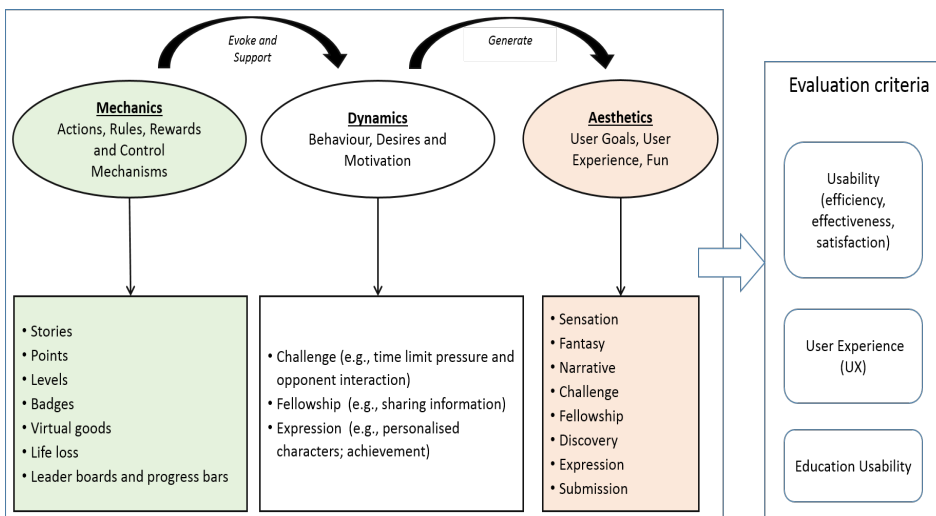 Evoke and
Support
Generate
Mechanics
Actions, Rules, Rewards
and Control
Mechanisms
Dynamics
Behaviour, Desires and
Motivation
Aesthetics
User Goals, User
Experience, Fun
• Stories
• Points
• Levels
• Badges
• Virtual goods
• Life loss
• Leader boards and progress bars
• Challenge (e.g., time limit pressure and
opponent interaction)
• Fellowship (e.g., sharing information)
• Expression (e.g., personalised
characters; achievement)
• Sensation
• Fantasy
• Narrative
• Challenge
• Fellowship
• Discovery
• Expression
• Submission
Evaluation criteria
Usability
(efficiency,
effectiveness,
satisfaction)
User Experience
(UX)
Education Usability